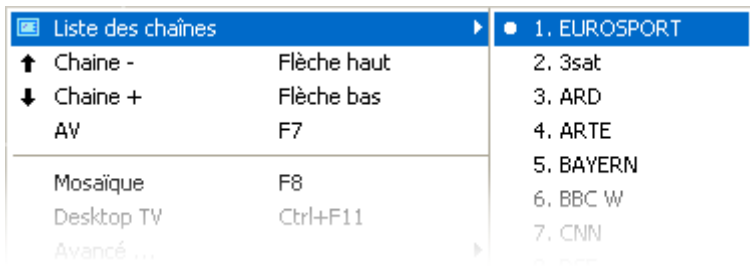 Liste des chaînes
Chaine - Flèche haut
Chaine + Flèche bas
AV F7
Mosaïque F8
Desktop TV Ctrl+F11
Avancé ...
1. EUROSPORT
2. 3sat
3. ARD
4. ARTE
5. BAYERN
6. BBC W
7. CNN